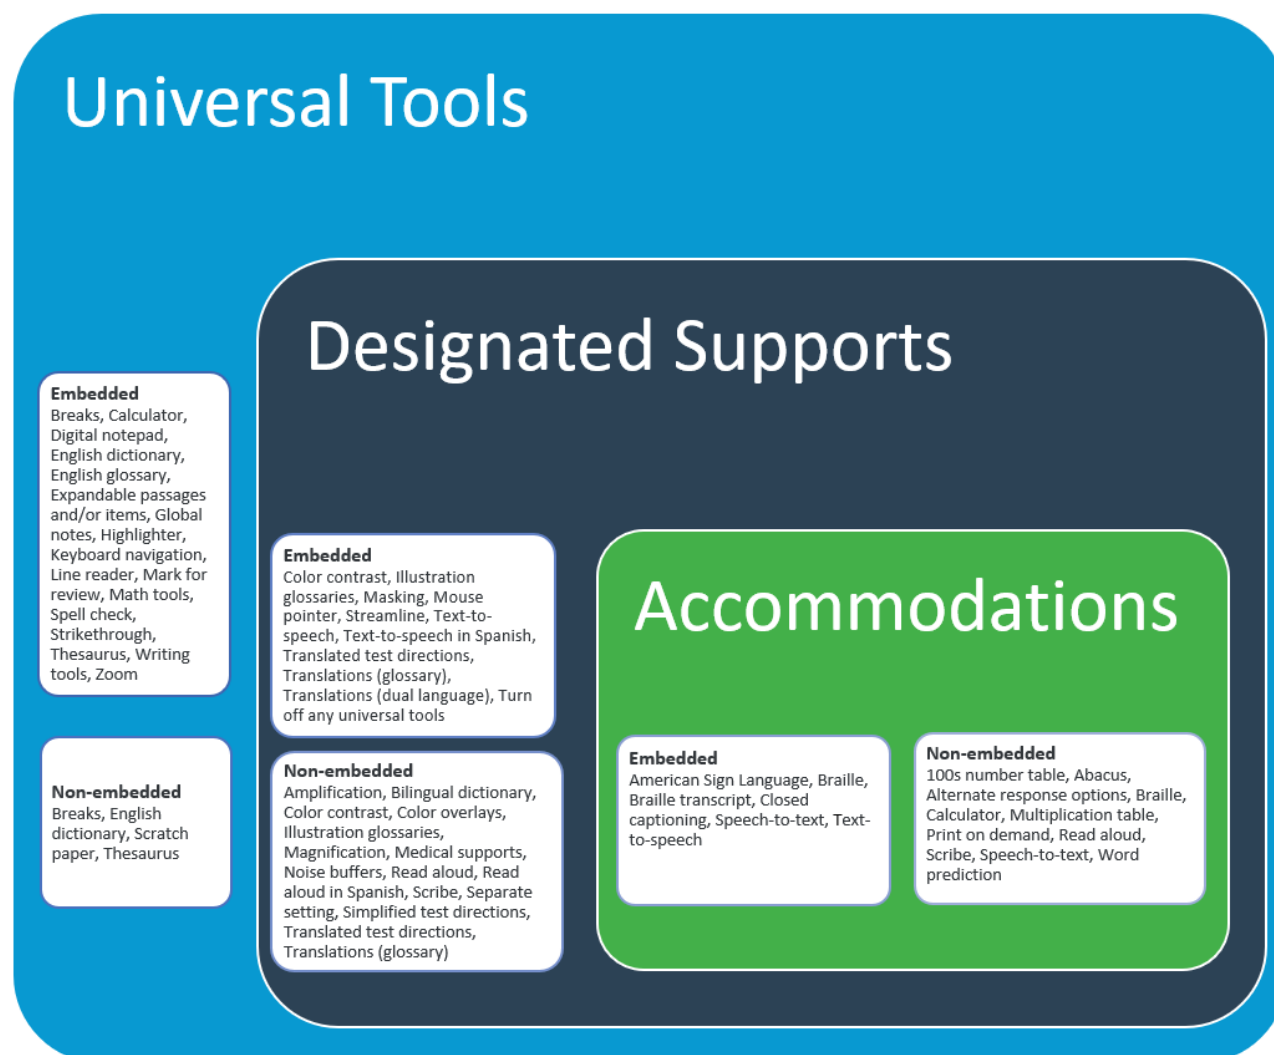 Universal Tools
Designated Supports
Embedded
Breaks, Calculator,
Digital notepad,
English dictionary,
English glossary,
Expandable passages
and/or items, Global
notes, Highlighter,
Keyboard navigation,
Line reader, Mark for
review, Math tools,
Spell check,
Strikethrough,
Thesaurus, Writing
tools, Zoom
Non-embedded
Breaks, English
dictionary, Scratch
paper, Thesaurus
Embedded
Color contrast, Illustration
glossaries, Masking, Mouse
pointer, Streamline, Text-to-
speech, Text-to-speech in Spanish,
Translated test directions,
Translations (glossary),
Translations (dual language), Turn
off any universal tools
Non-embedded
Amplification, Bilingual dictionary,
Color contrast, Color overlays,
Illustration glossaries,
Magnification, Medical supports,
Noise buffers, Read aloud, Read
aloud in Spanish, Scribe, Separate
setting, Simplified test directions,
Translated test directions,
Translations (glossary)
Accommodations
Embedded
American Sign Language, Braille,
Braille transcript, Closed
captioning, Speech-to-text, Text-
to-speech
Non-embedded
100s number table, Abacus,
Alternate response options, Braille,
Calculator, Multiplication table,
Print on demand, Read aloud,
Scribe, Speech-to-text, Word
prediction